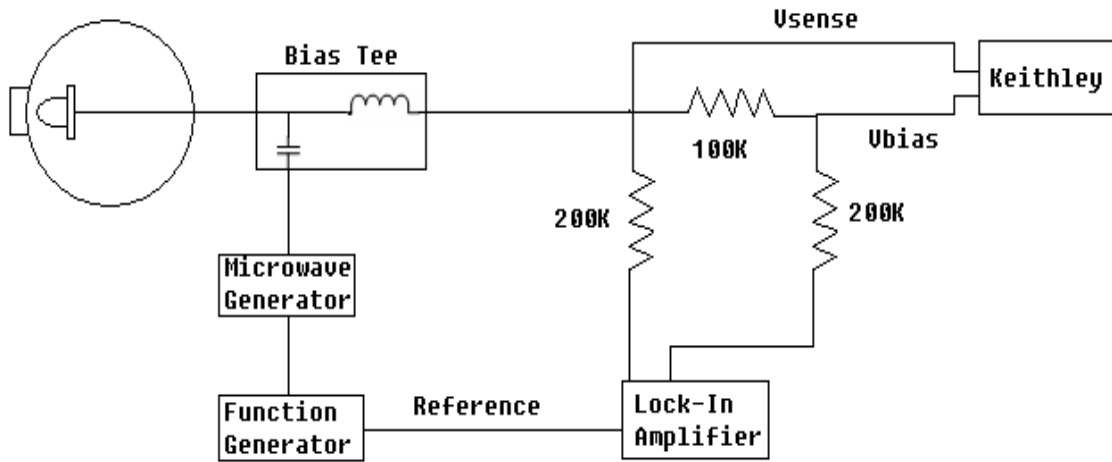 Vsense
Bias Tee
Keithley
100K
Vbias
200K
200K
Microwave
Generator
Reference
Function
Generator
Lock-In
Amplifier